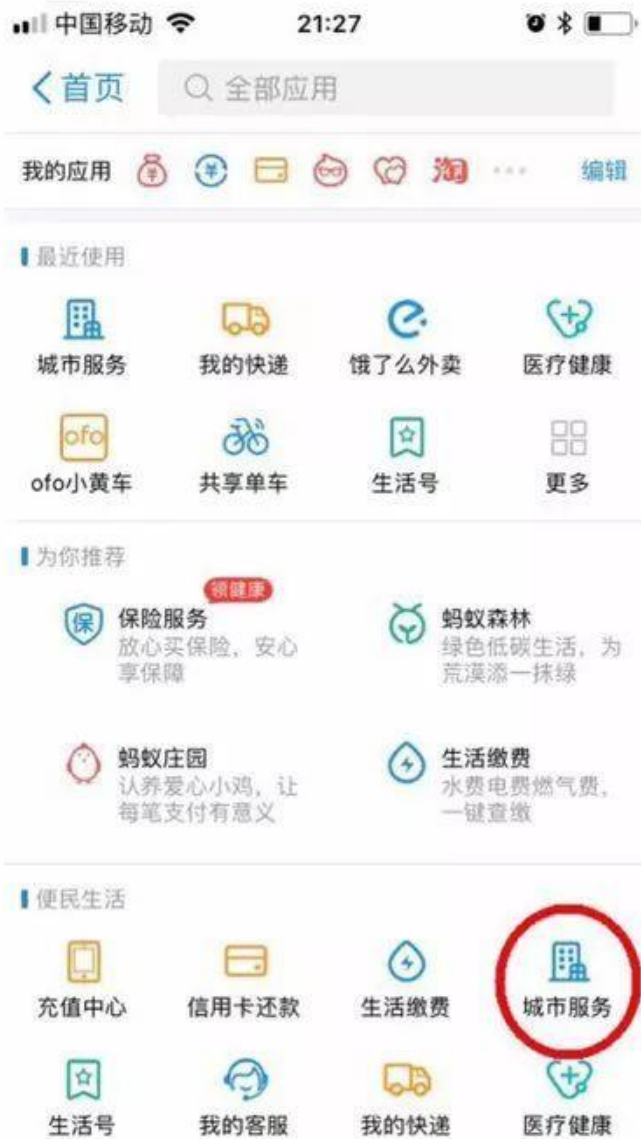 中国移动 21:27
首页 全部应用
我的应用 淘 编辑
最近使用
城市服务 我的快递 饿了么外卖 医疗健康
ofo
ofo小黄车 共享单车 生活号 更多
为你推荐
领健康
保 保险服务 蚂蚁森林
放心买保险，安心 绿色低碳生活，为
享保障 荒漠添一抹绿
蚂蚁庄园 生活缴费
认养爱心小鸡，让 水费电费燃气费，
每笔支付有意义 一键查缴
便民生活
充值中心 信用卡还款 生活缴费 城市服务
生活号 我的客服 我的快递 医疗健康